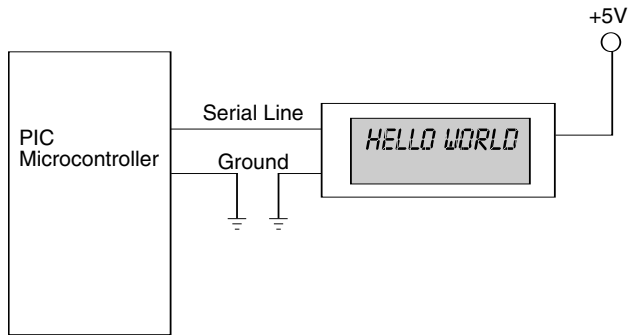 +5V
Serial Line
HELLO WORLD
PIC
Microcontroller
Ground